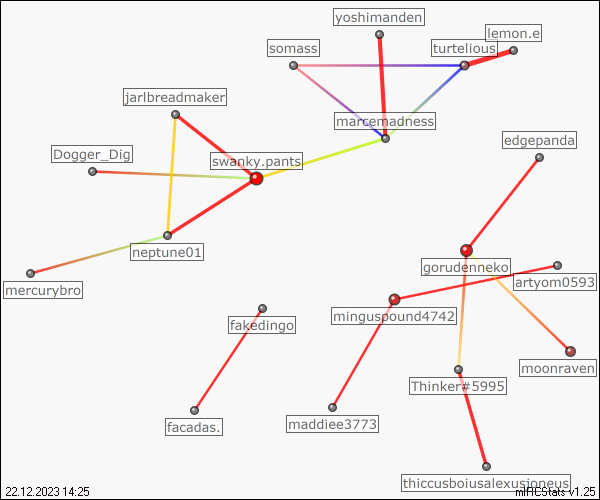 yoshimanden
lemon.e
somass
turtelious
jarlbreadmaker
marcemadness
edgepanda
Dogger_Dig
swanky.pants
neptune01
gorudenneko
artyom0593
mercurybro
minguspound4742
fakedingo
moonraven
Thinker#5995
maddiee3773
facadas.
thiccusboiusalexusjoneus
22.12.2023 14:25
mIRCStats v1.25